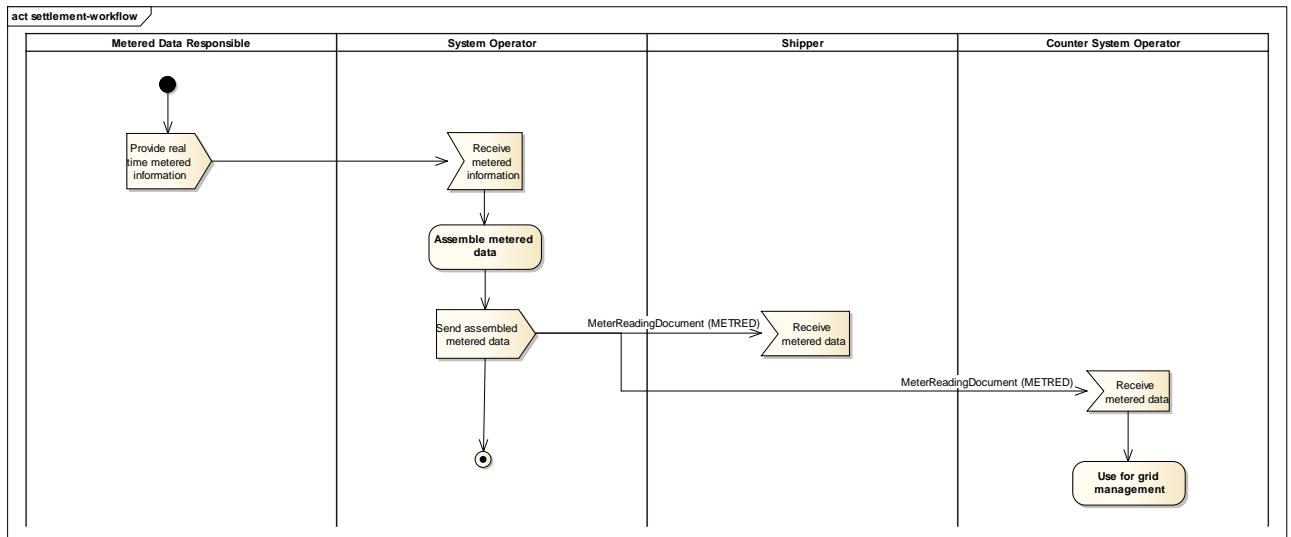 act settlement-workflow
Metered Data Responsible
System Operator
Shipper
Counter System Operator
Provide real
time metered
information
Receive
metered
information
Assemble metered
data
Send assembled
metered data
MeterReadingDocument (METRED)
Receive
metered data
MeterReadingDocument (METRED)
Receive
metered data
Use for grid
management